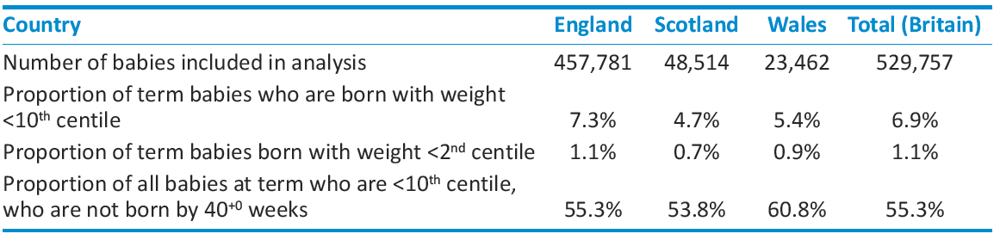 Country England Scotland Wales Total (Britain)
Number of babies included in analysis 457,781 48,514 23,462 529,757
Proportion of term babies who are born with weight
<10th centile 7.3% 4.7% 5.4% 6.9%
Proportion of term babies born with weight <2nd centile 1.1% 0.7% 0.9% 1.1%
Proportion of all babies at term who are <10th centile,
who are not born by 40+0 weeks 55.3% 53.8% 60.8% 55.3%